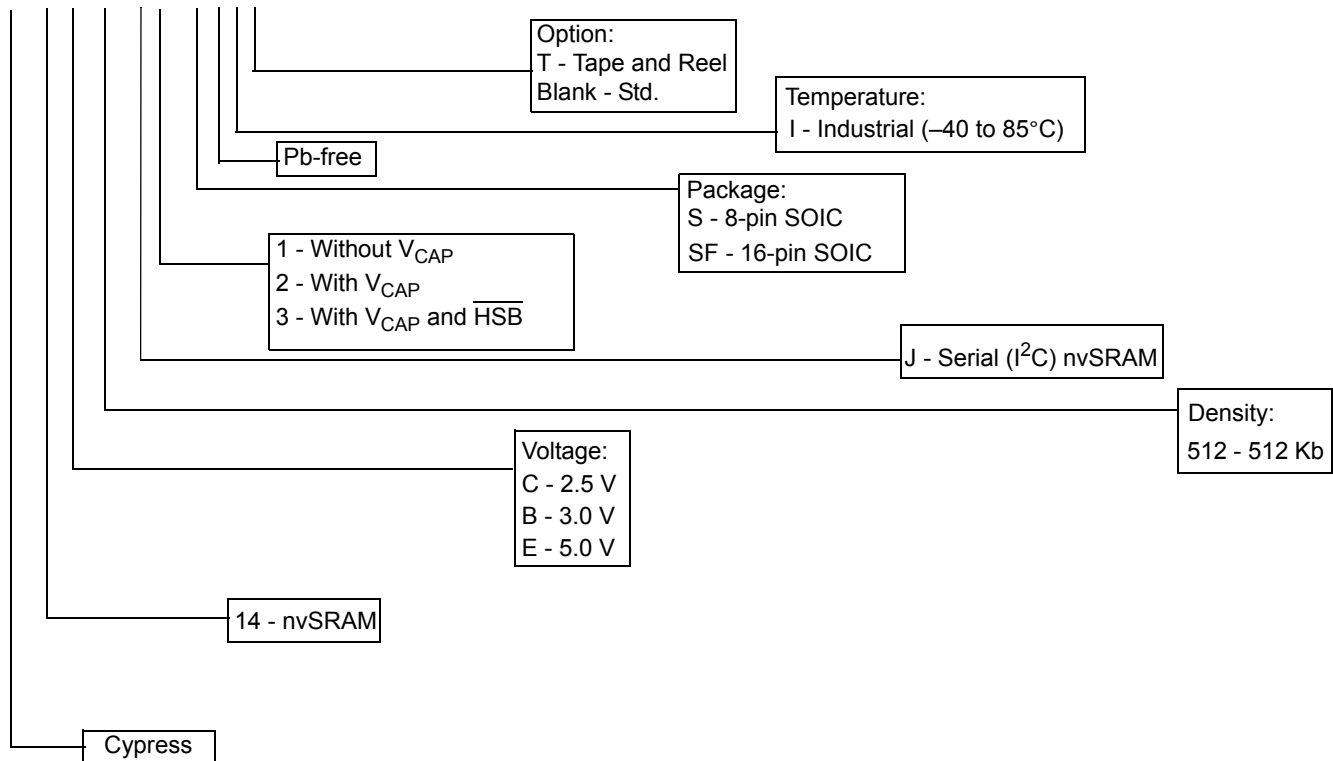 Option:
T - Tape and Reel
Blank - Std.
Temperature:
I - Industrial (–40 to 85°C)
Pb-free
Package:
S - 8-pin SOIC
SF - 16-pin SOIC
1 - Without VCAP
2 - With VCAP
3 - With VCAP and HSB
J - Serial (I2C) nvSRAM
Density:
512 - 512 Kb
Voltage:
C - 2.5 V
B - 3.0 V
E - 5.0 V
14 - nvSRAM
Cypress